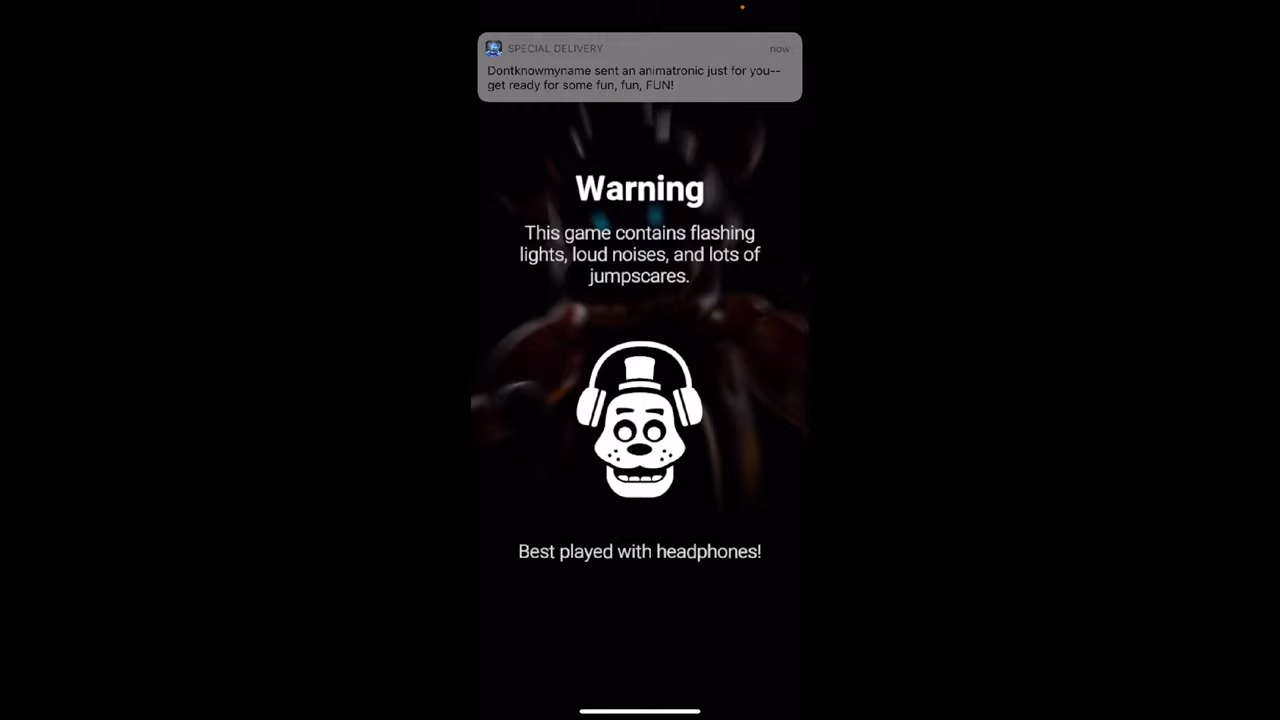 SPECIAL DELIVERY now
Dontknowmyname sent an animatronic just for you--
get ready for some fun, fun, FUN!
Warning
This game contains flashing
lights, loud noises, and lots of
jumpscares.
Best played with headphones!